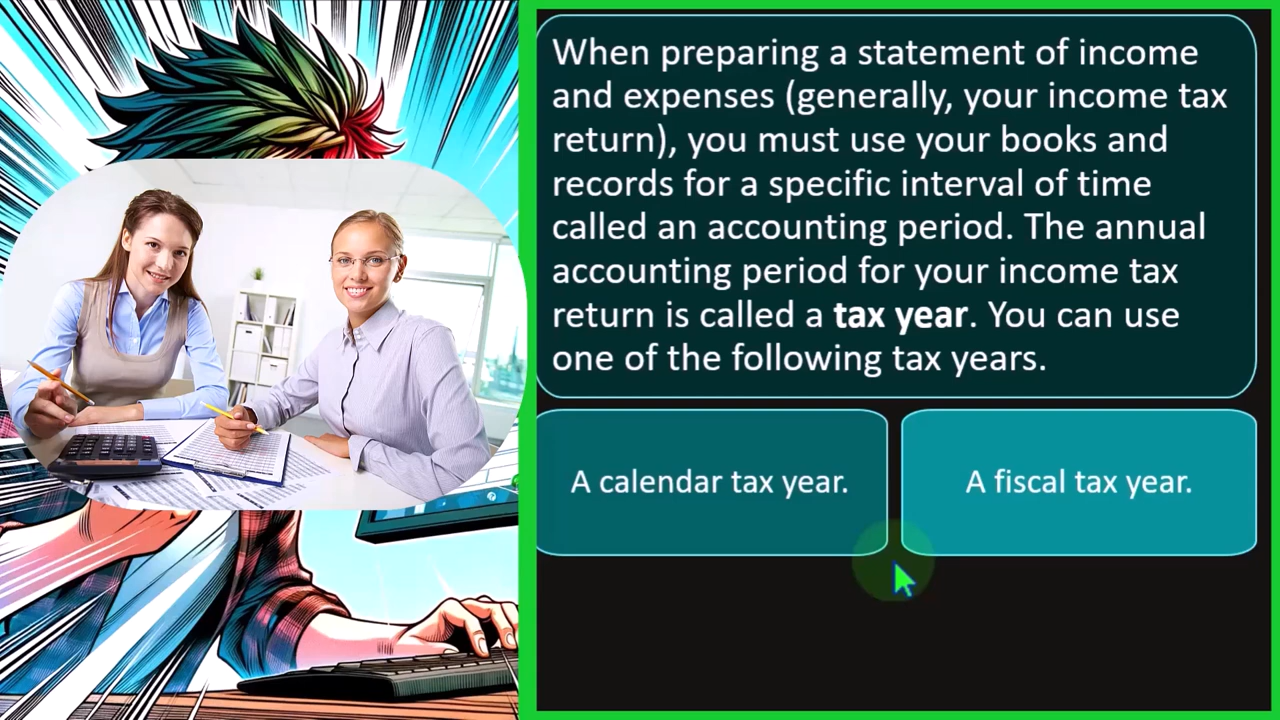 When preparing a statement of income
and expenses (generally, your income tax
return), you must use your books and
records for a specific interval of time
called an accounting period. The annual
accounting period for your income tax
return is called a tax year. You can use
one of the following tax years.
A calendar tax year.
A fiscal tax year.